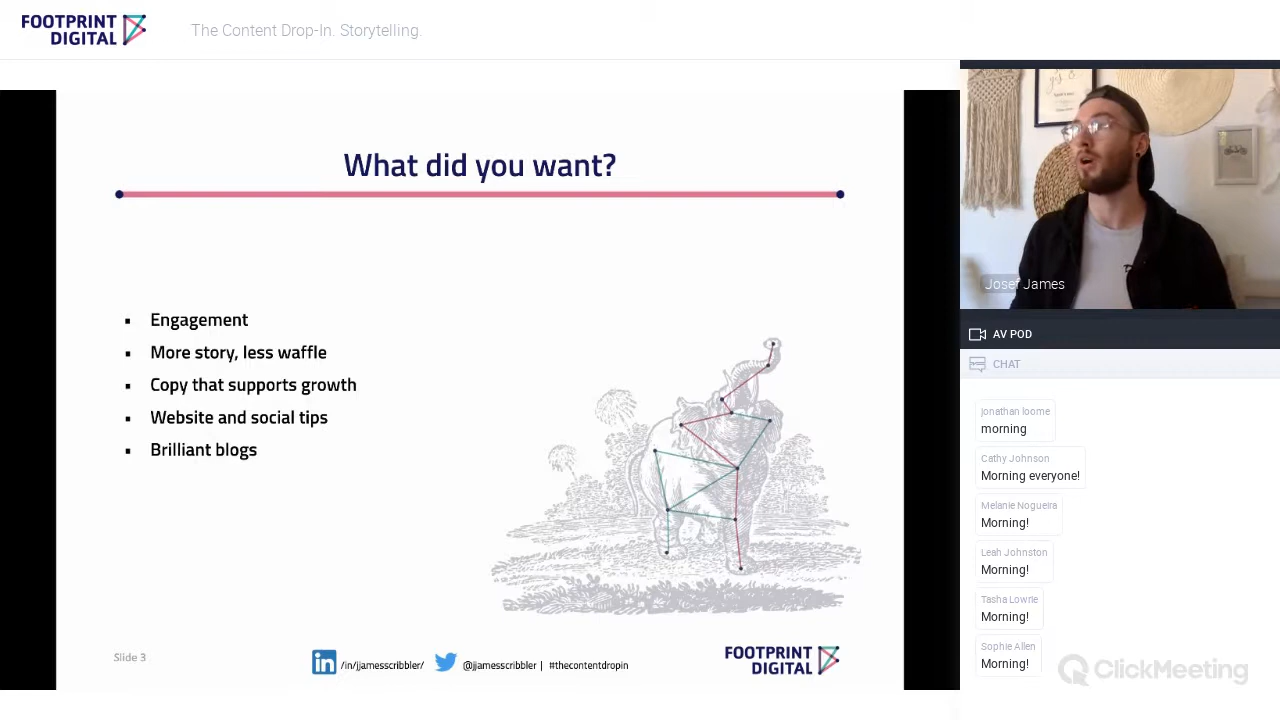 FOOTPRINT
DIGITAL
The Content Drop-In. Storytelling.
What did you want?
Engagement
More story, less waffle
Copy that supports growth
Website and social tips
Brilliant blogs
Slide 3
/in/jjamesscribbler/
@jjamesscribbler | #thecontentdropin
FOOTPRINT
DIGITAL
Josef James
AV POD
CHAT
jonathan loome
morning
Cathy Johnson
Morning everyone!
Melanie Nogueira
Morning!
Leah Johnston
Morning!
Tasha Lowrie
Morning!
Sophie Allen
Morning!
ClickMeeting